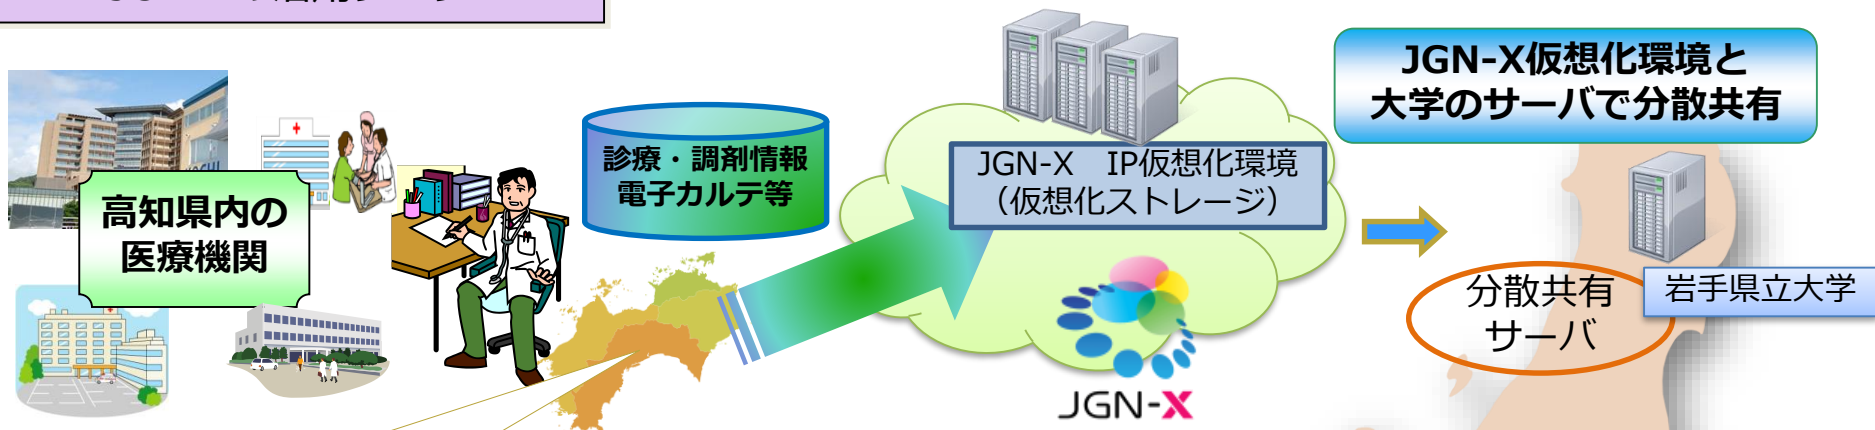 JGN-X仮想化環境と
大学のサーバで分散共有
診療・調剤情報
電子カルテ等
JGN-X　IP仮想化環境
（仮想化ストレージ）
高知県内の
医療機関
分散共有
サーバ
岩手県立大学
JGN-X